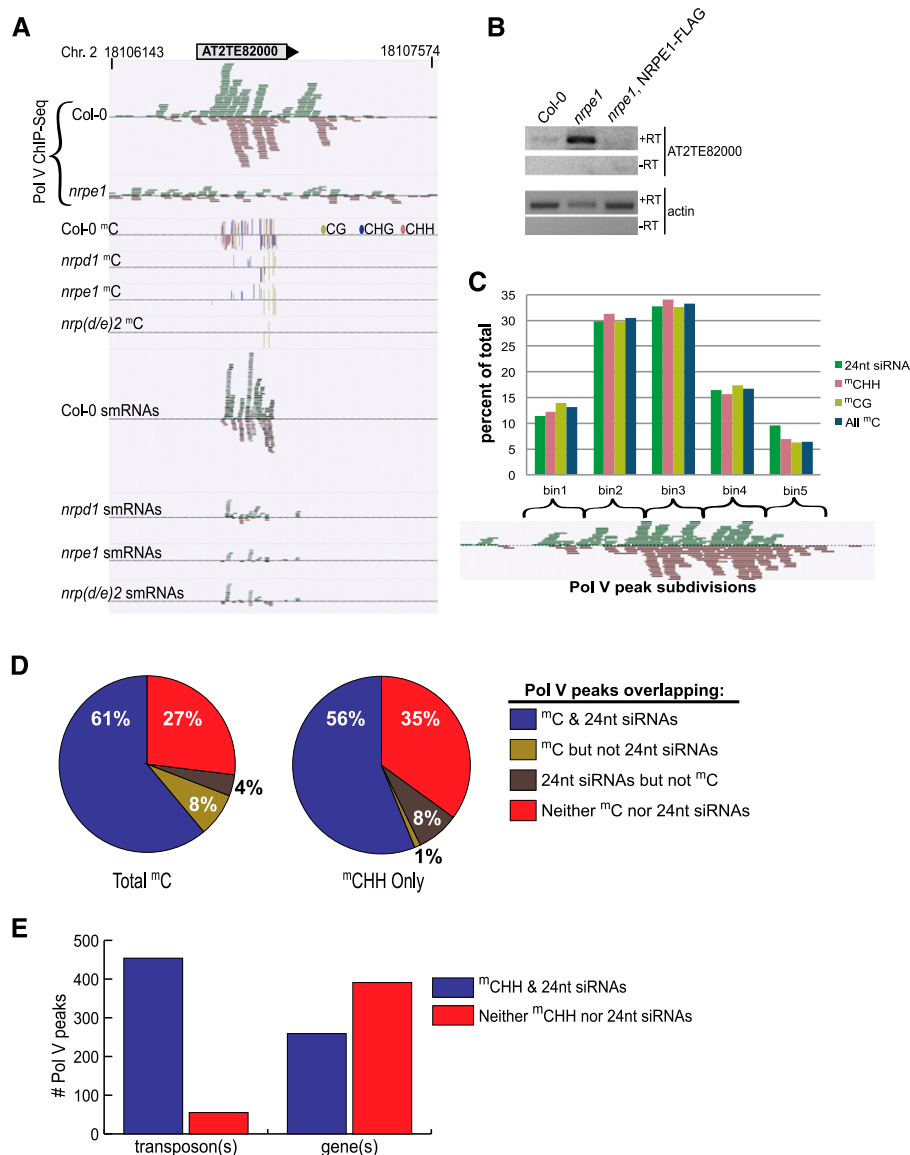 A
Chr. 2 18106143 AT2TE82000 18107574
Pol V ChIP-Seq
Col-0
nrpe1
Col-0 ᵐC CG CHG CHH
nrpd1 ᵐC
nrpe1 ᵐC
nrp(d/e)2 ᵐC
Col-0 smRNAs
nrpd1 smRNAs
nrpe1 smRNAs
nrp(d/e)2 smRNAs
B
Col-0 nrpe1 nrpe1, NRPE1-FLAG
+RT
-RT
AT2TE82000
+RT
-RT
actin
C
percent of total
35
30
25
20
15
10
5
0
24nt siRNA
ᵐCHH
ᵐCG
All ᵐC
bin1 bin2 bin3 bin4 bin5
Pol V peak subdivisions
D
61% 27% 4% 8%
Total ᵐC
56% 35% 8% 1%
ᵐCHH Only
Pol V peaks overlapping:
ᵐC & 24nt siRNAs
ᵐC but not 24nt siRNAs
24nt siRNAs but not ᵐC
Neither ᵐC nor 24nt siRNAs
E
# Pol V peaks
500
400
300
200
100
0
transposon(s) gene(s)
ᵐCHH & 24nt siRNAs
Neither ᵐCHH nor 24nt siRNAs